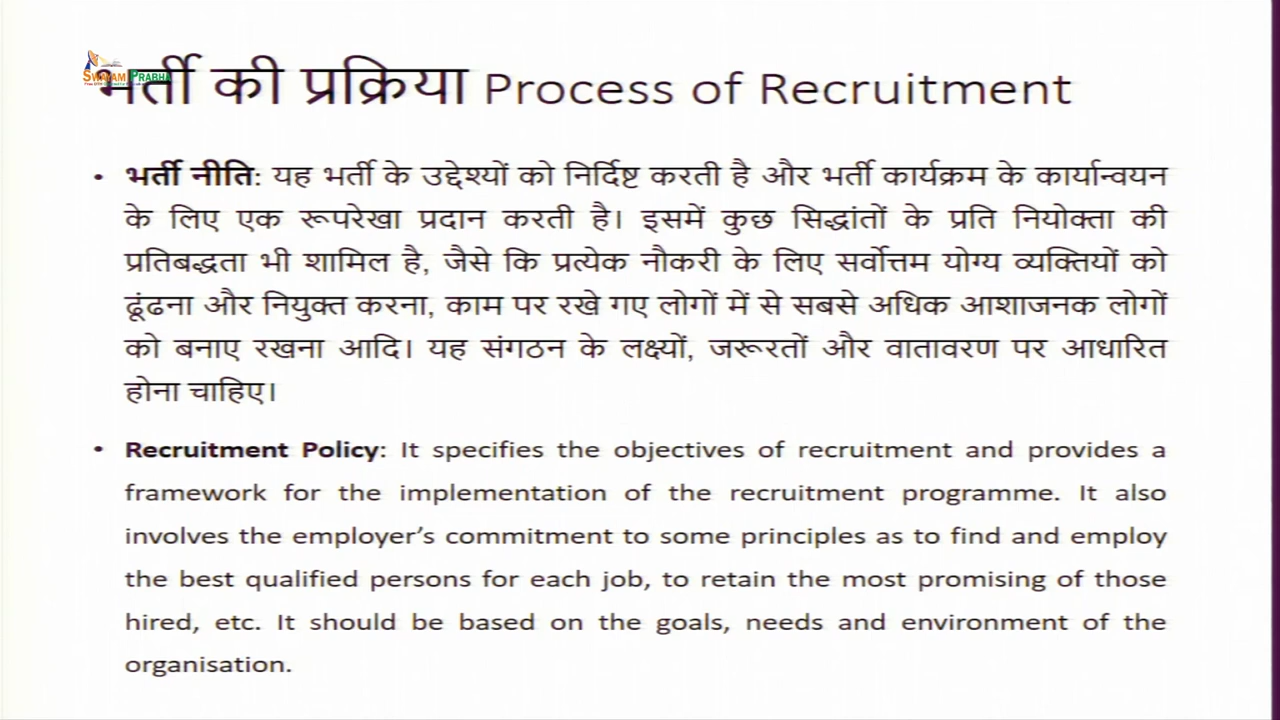 SWAYAM PRABHA
भर्ती की प्रक्रिया Process of Recruitment
• भर्ती नीति: यह भर्ती के उद्देश्यों को निर्दिष्ट करती है और भर्ती कार्यक्रम के कार्यान्वयन
के लिए एक रूपरेखा प्रदान करती है। इसमें कुछ सिद्धांतों के प्रति नियोक्ता की
प्रतिबद्धता भी शामिल है, जैसे कि प्रत्येक नौकरी के लिए सर्वोत्तम योग्य व्यक्तियों को
ढूंढना और नियुक्त करना, काम पर रखे गए लोगों में से सबसे अधिक आशाजनक लोगों
को बनाए रखना आदि। यह संगठन के लक्ष्यों, जरूरतों और वातावरण पर आधारित
होना चाहिए।
• Recruitment Policy: It specifies the objectives of recruitment and provides a
framework for the implementation of the recruitment programme. It also
involves the employer’s commitment to some principles as to find and employ
the best qualified persons for each job, to retain the most promising of those
hired, etc. It should be based on the goals, needs and environment of the
organisation.